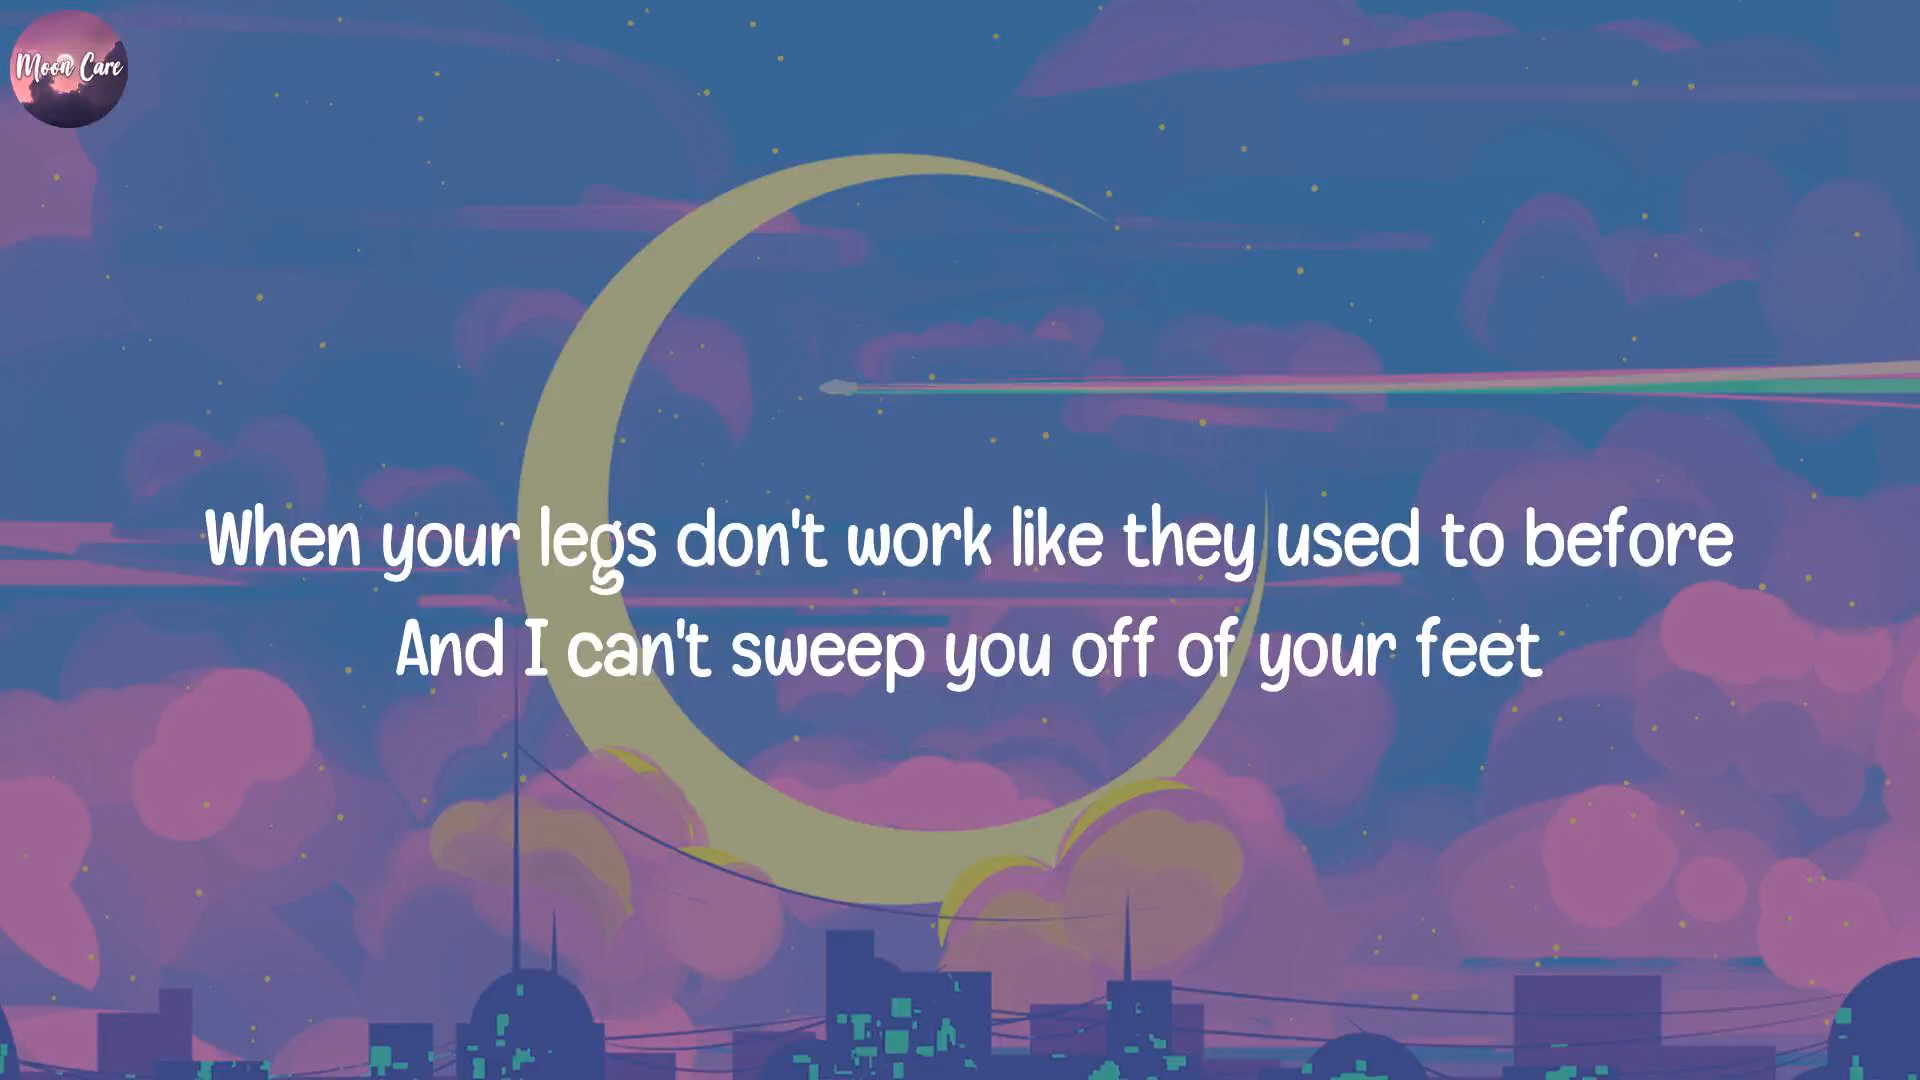 Moon Care
When your legs don't work like they used to before
And I can't sweep you off of your feet